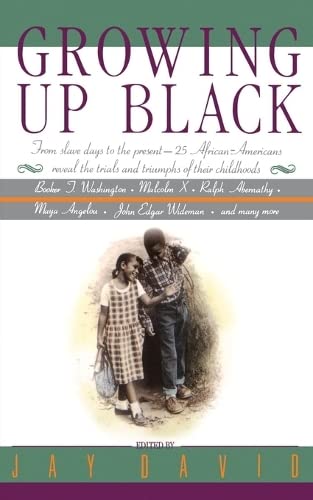 GROWING
UP BLACK
From slave days to the present—25 African-Americans
reveal the trials and triumphs of their childhoods
Booker T. Washington • Malcolm X • Ralph Abernathy •
Maya Angelou • John Edgar Wideman • and many more
EDITED BY
JAY DAVID